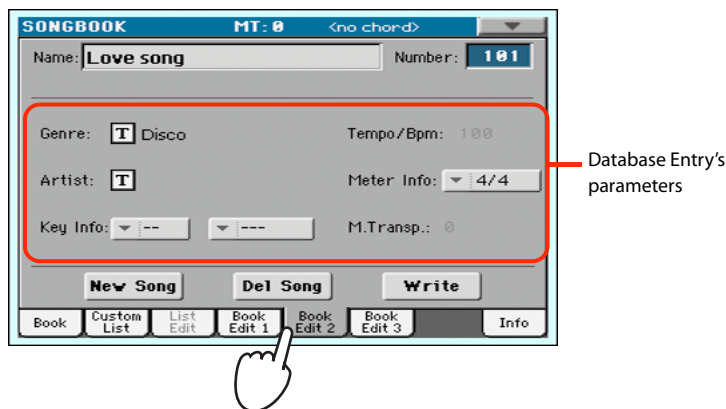 SONGBOOK MT: 0 <no chord>
Name: Love song Number: 101
Genre: T Disco Tempo/Bpm: 100
Artist: T Meter Info: 4/4
Key Info: -- --- M.Transp.: 0
Database Entry's
parameters
New Song Del Song Write
Book Custom List List Edit Book Edit 1 Book Edit 2 Book Edit 3 Info